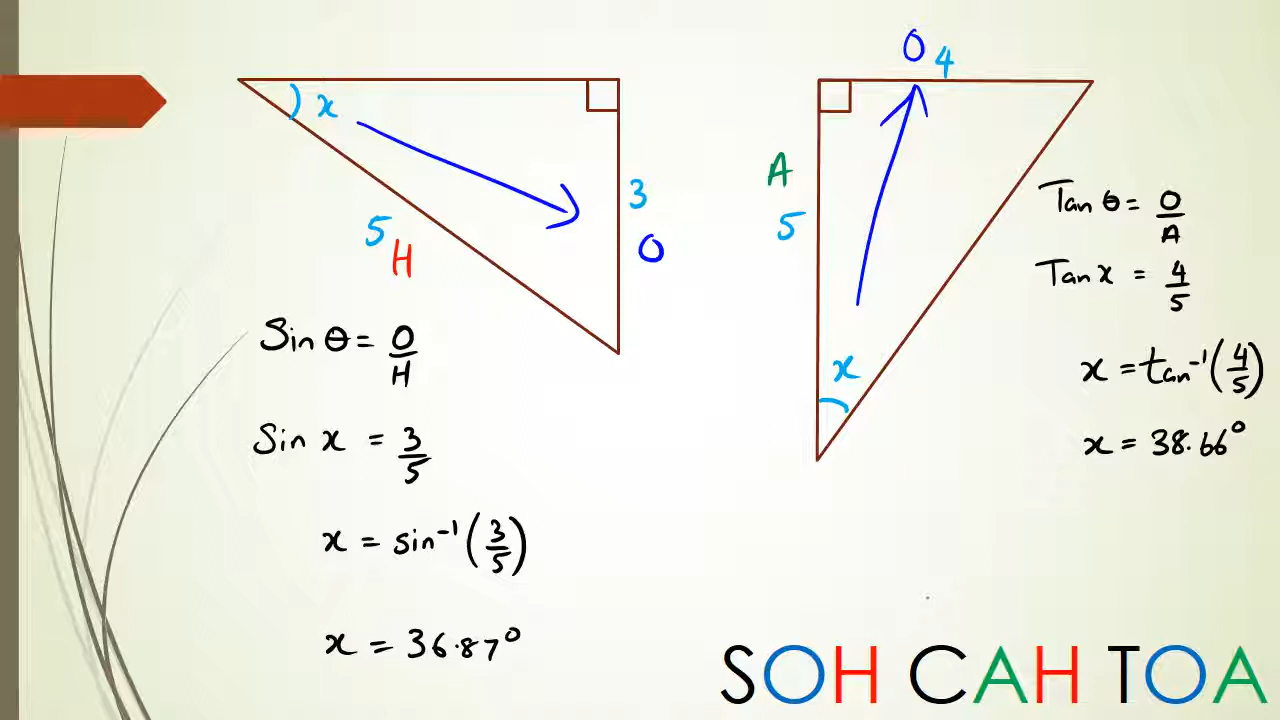 x
3
O
5
H
Sin θ = O/H
Sin x = 3/5
x = sin⁻¹(3/5)
x = 36.87°
O 4
A
5
x
Tan θ = O/A
Tan x = 4/5
x = tan⁻¹(4/5)
x = 38.66°
SOH CAH TOA